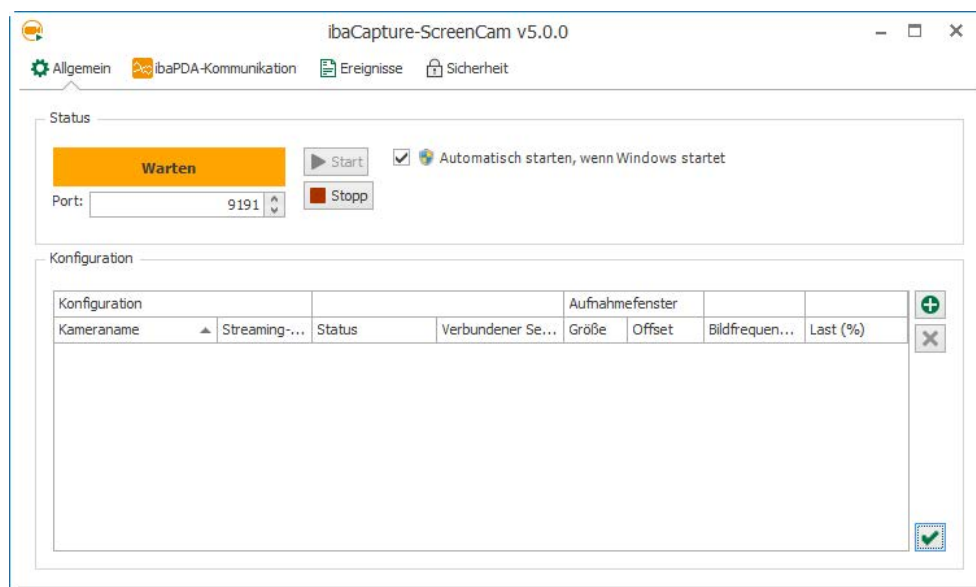 ibaCapture-ScreenCam v5.0.0
Allgemein ibaPDA-Kommunikation Ereignisse Sicherheit
Status
Warten Start Automatisch starten, wenn Windows startet
Port: 9191 Stopp
Konfiguration
Konfiguration Aufnahmefenster
Kameraname Streaming-... Status Verbundener Se... Größe Offset Bildfrequen... Last (%)